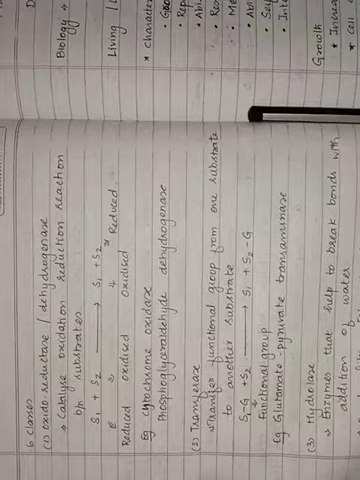 6 classes
(1) Oxido-reductase / dehydrogenase
→ Catalyse oxidation reduction reaction
b/n substrates
S1 + S2 → S1 + S2
Reduced oxidised oxidised Reduced
Eg cytochrome oxidase
Phosphoglyceraldehyde dehydrogenase
(2) Transferase
→ Transfer functional group from one substrate
to another substrate
S1-G + S2 → S1 + S2-G
↓
Functional group
Eg Glutamate-pyruvate transaminase
(3) Hydrolase
→ Enzymes that help to break bonds with
addition of water
Biology →
Living
* Characte
Growth
* Cell